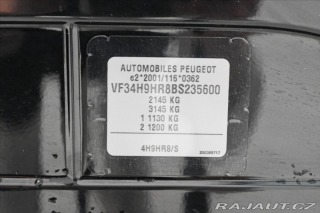 AUTOMOBILES PEUGEOT
e2*2001/116*0362
VF34H9HR8BS235600
2145 KG
3145 KG
1 1130 KG
2 1200 KG
4H9HR8/S
RAJAUT.CZ